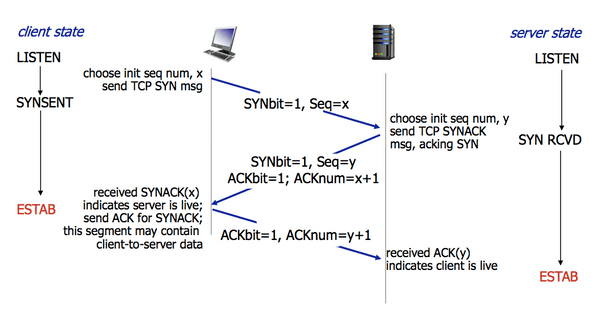 client state
server state
LISTEN
LISTEN
choose init seq num, x
send TCP SYN msg
SYNSENT
SYNbit=1, Seq=x
choose init seq num, y
send TCP SYNACK
msg, acking SYN
SYN RCVD
SYNbit=1, Seq=y
ACKbit=1; ACKnum=x+1
received SYNACK(x)
indicates server is live;
send ACK for SYNACK;
this segment may contain
client-to-server data
ESTAB
ACKbit=1, ACKnum=y+1
received ACK(y)
indicates client is live
ESTAB